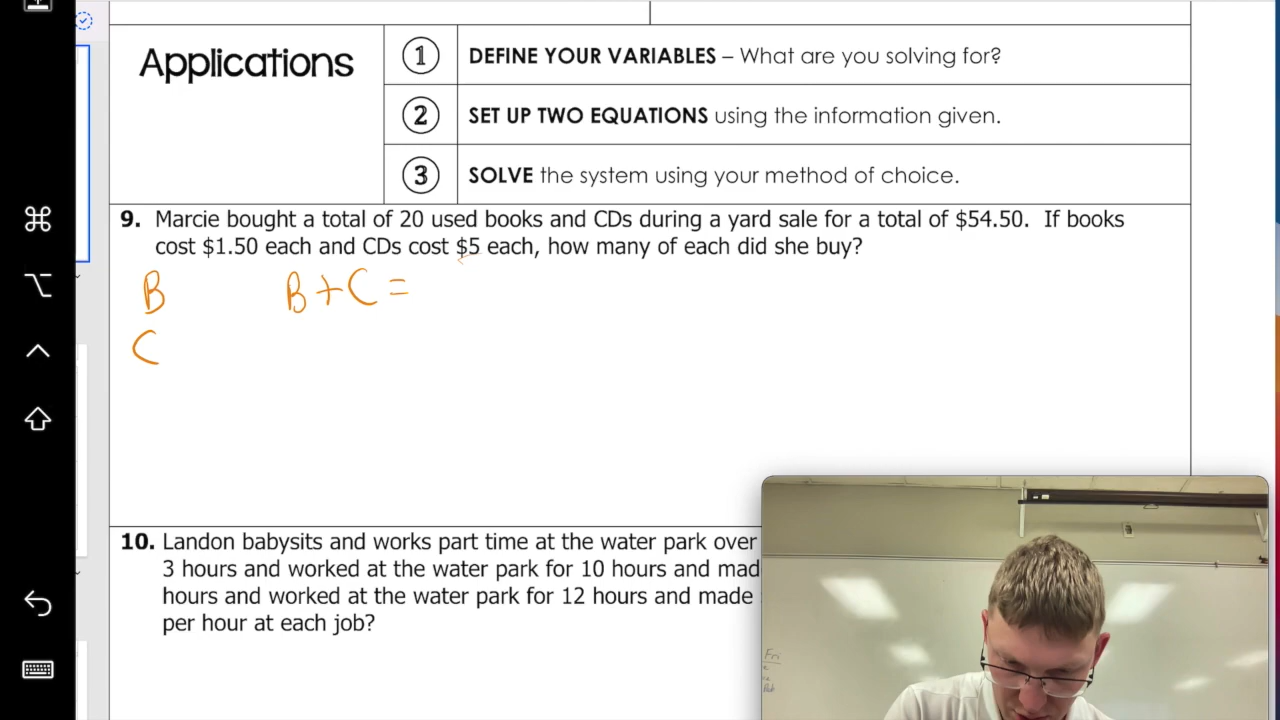 Applications
1 DEFINE YOUR VARIABLES – What are you solving for?
2 SET UP TWO EQUATIONS using the information given.
3 SOLVE the system using your method of choice.
9. Marcie bought a total of 20 used books and CDs during a yard sale for a total of $54.50. If books
cost $1.50 each and CDs cost $5 each, how many of each did she buy?
B B + C =
C
10. Landon babysits and works part time at the water park over
3 hours and worked at the water park for 10 hours and mad
hours and worked at the water park for 12 hours and made
per hour at each job?